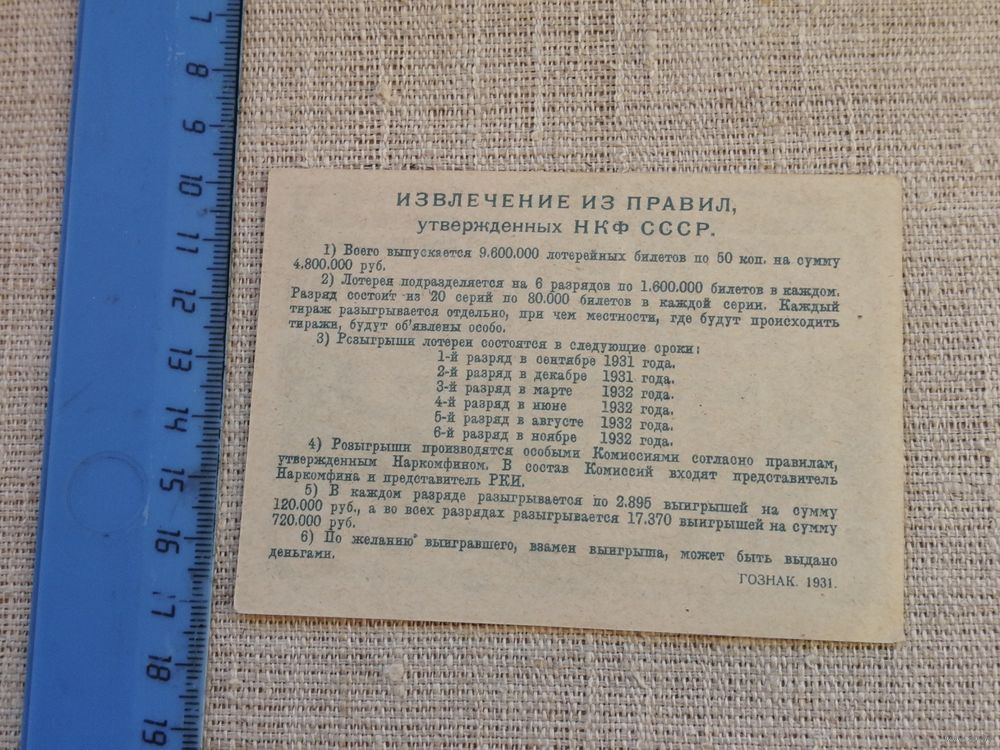 ИЗВЛЕЧЕНИЕ ИЗ ПРАВИЛ,
утвержденных НКФ СССР.
1) Всего выпускается 9.600.000 лотерейных билетов по 50 коп. на сумму
4.800.000 руб.
2) Лотерея подразделяется на 6 разрядов по 1.600.000 билетов в каждом.
Разряд состоит из 20 серий по 80.000 билетов в каждой серии. Каждый
тираж разыгрывается отдельно, при чем местности, где будут происходить
тиражи, будут об'явлены особо.
3) Розыгрыши лотереи состоятся в следующие сроки:
1-й разряд в сентябре 1931 года.
2-й разряд в декабре 1931 года.
3-й разряд в марте 1932 года.
4-й разряд в июне 1932 года.
5-й разряд в августе 1932 года.
6-й разряд в ноябре 1932 года.
4) Розыгрыши производятся особыми Комиссиями согласно правилам,
утвержденным Наркомфином. В состав Комиссий входят представитель
Наркомфина и представитель РКИ.
5) В каждом разряде разыгрывается по 2.895 выигрышей на сумму
120.000 руб., а во всех разрядах разыгрывается 17.370 выигрышей на сумму
720.000 руб.
6) По желанию выигравшего, взамен выигрыша, может быть выдано
деньгами.
ГОЗНАК. 1931.
7
8
9
10
11
12
13
14
15
16
17
18
19